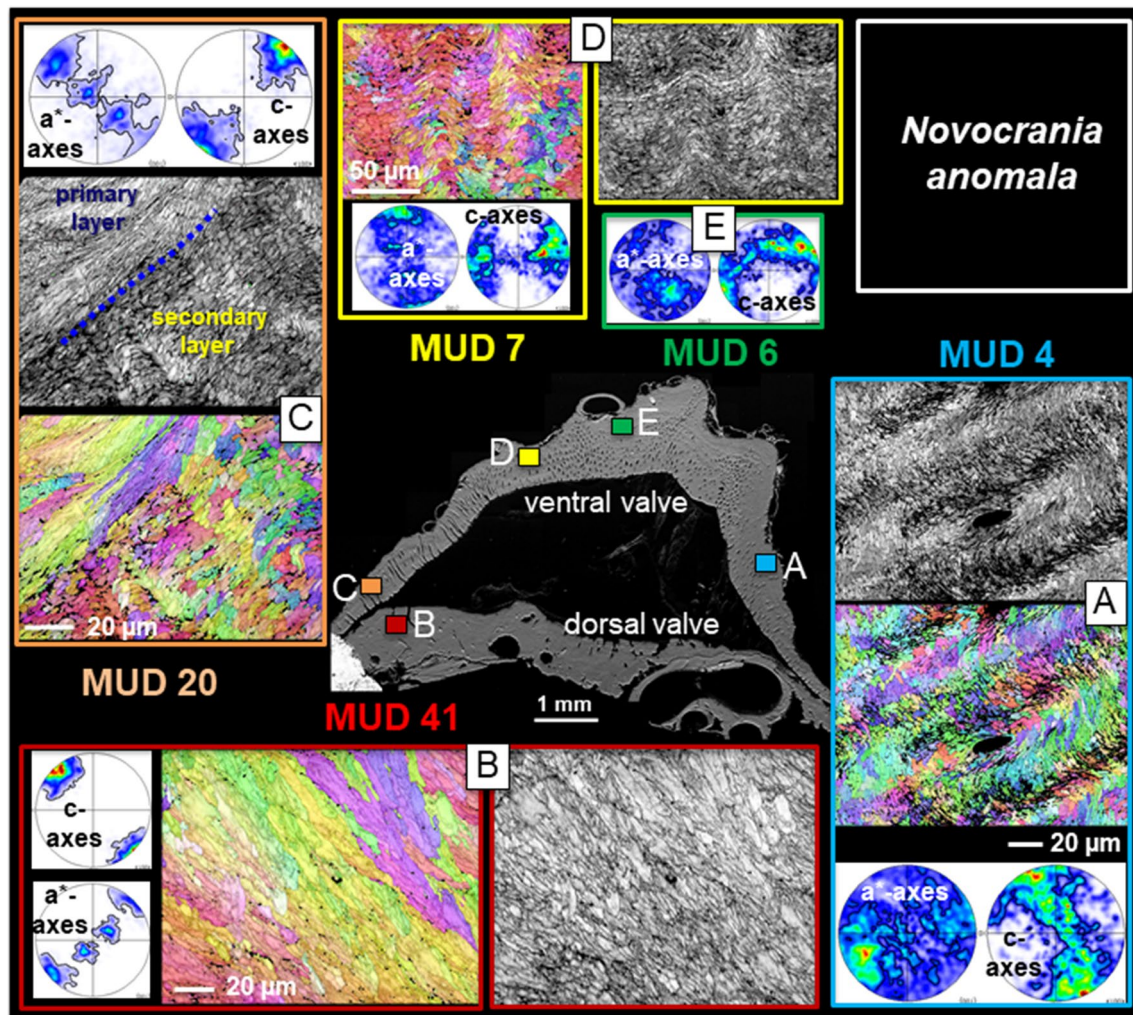 a*-
axes
c-
axes
primary
layer
secondary
layer
C
20 µm
MUD 20
D
50 µm
c-axes
a
axes
MUD 7
E
a*-axes
c-axes
MUD 6
Novocrania
anomala
MUD 4
A
20 µm
a*-axes
c-
axes
D
E
ventral valve
A
C
B
dorsal valve
1 mm
MUD 41
B
c-
axes
a*-
axes
20 µm